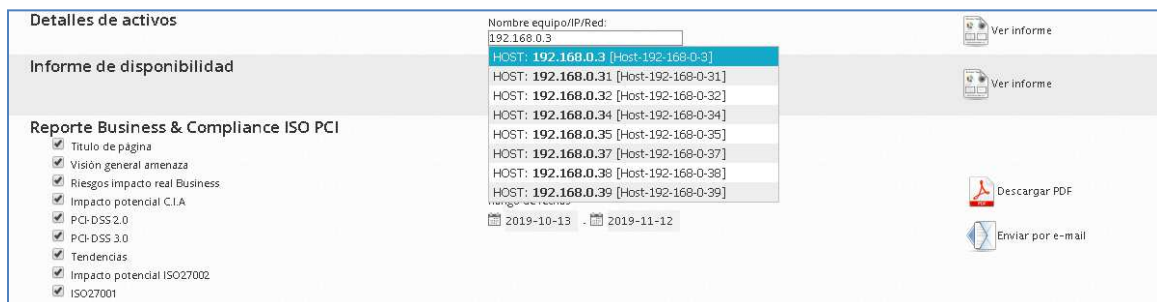 Detalles de activos
Nombre equipo/IP/Red:
192.168.0.3
Ver informe
HOST: 192.168.0.3 [Host-192-168-0-3]
Informe de disponibilidad
HOST: 192.168.0.31 [Host-192-168-0-31]
HOST: 192.168.0.32 [Host-192-168-0-32]
Ver informe
HOST: 192.168.0.34 [Host-192-168-0-34]
Reporte Business & Compliance ISO PCI
HOST: 192.168.0.35 [Host-192-168-0-35]
HOST: 192.168.0.37 [Host-192-168-0-37]
HOST: 192.168.0.38 [Host-192-168-0-38]
HOST: 192.168.0.39 [Host-192-168-0-39]
Titulo de página
Visión general amenaza
Riesgos impacto real Business
Impacto potencial C.I.A
PCI-DSS 2.0
PCI-DSS 3.0
Tendencias
Impacto potencial ISO27002
ISO27001
Rango de fechas
2019-10-13 - 2019-11-12
PDF
Descargar PDF
Enviar por e-mail